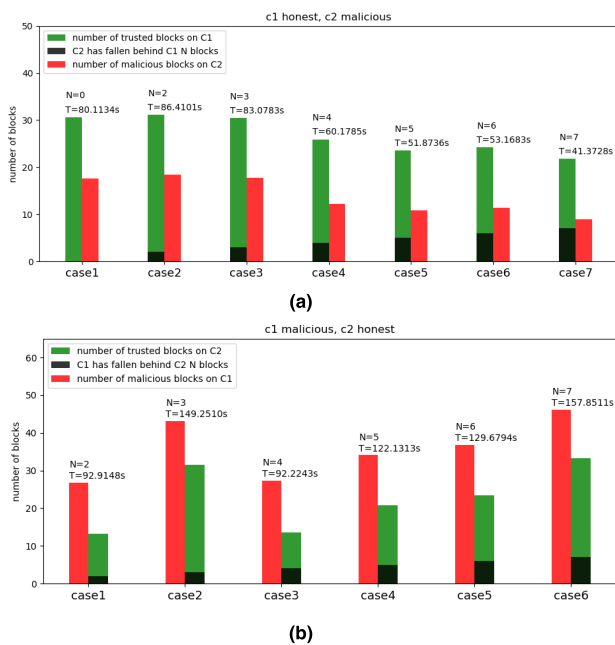 c1 honest, c2 malicious
50
40
30
20
10
0
number of blocks
number of trusted blocks on C1
C2 has fallen behind C1 N blocks
number of malicious blocks on C2
N=0
T=80.1134s
N=2
T=86.4101s
N=3
T=83.0783s
N=4
T=60.1785s
N=5
T=51.8736s
N=6
T=53.1683s
N=7
T=41.3728s
case1 case2 case3 case4 case5 case6 case7
(a)
c1 malicious, c2 honest
60
50
40
30
20
10
0
number of blocks
number of trusted blocks on C2
C1 has fallen behind C2 N blocks
number of malicious blocks on C1
N=2
T=92.9148s
N=3
T=149.2510s
N=4
T=92.2243s
N=5
T=122.1313s
N=6
T=129.6794s
N=7
T=157.8511s
case1 case2 case3 case4 case5 case6
(b)